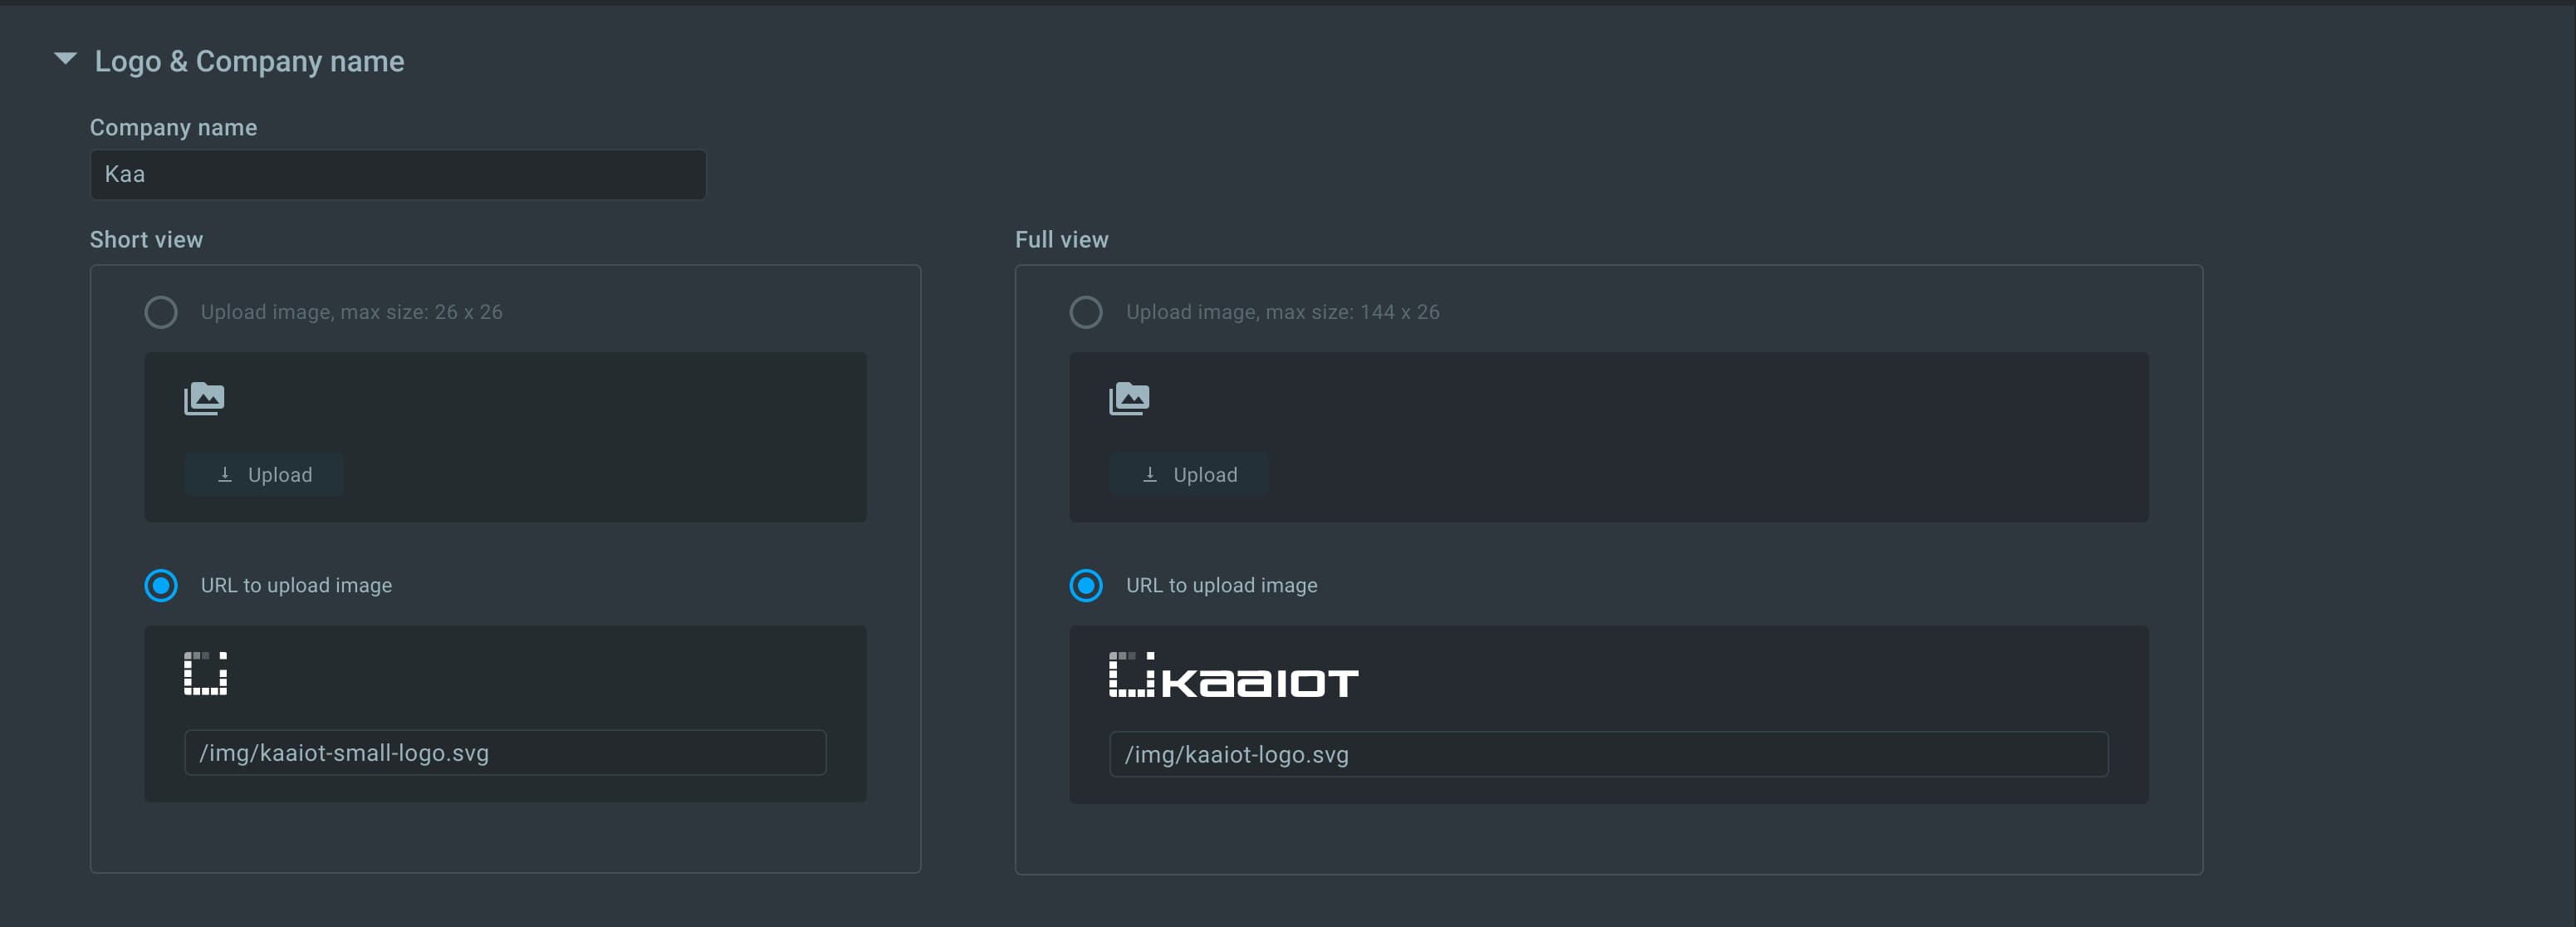 Logo & Company name
Company name
Kaa
Short view
Upload image, max size: 26 x 26
Upload
URL to upload image
/img/kaaiot-small-logo.svg
Full view
Upload image, max size: 144 x 26
Upload
URL to upload image
KaaIOT
/img/kaaiot-logo.svg